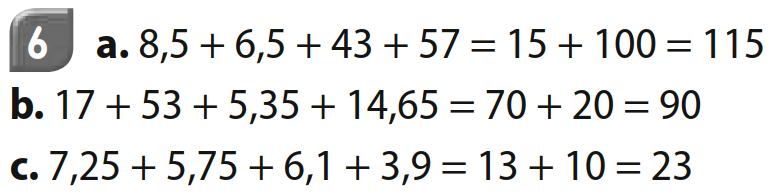 6 a. 8,5 + 6,5 + 43 + 57 = 15 + 100 = 115
b. 17 + 53 + 5,35 + 14,65 = 70 + 20 = 90
c. 7,25 + 5,75 + 6,1 + 3,9 = 13 + 10 = 23